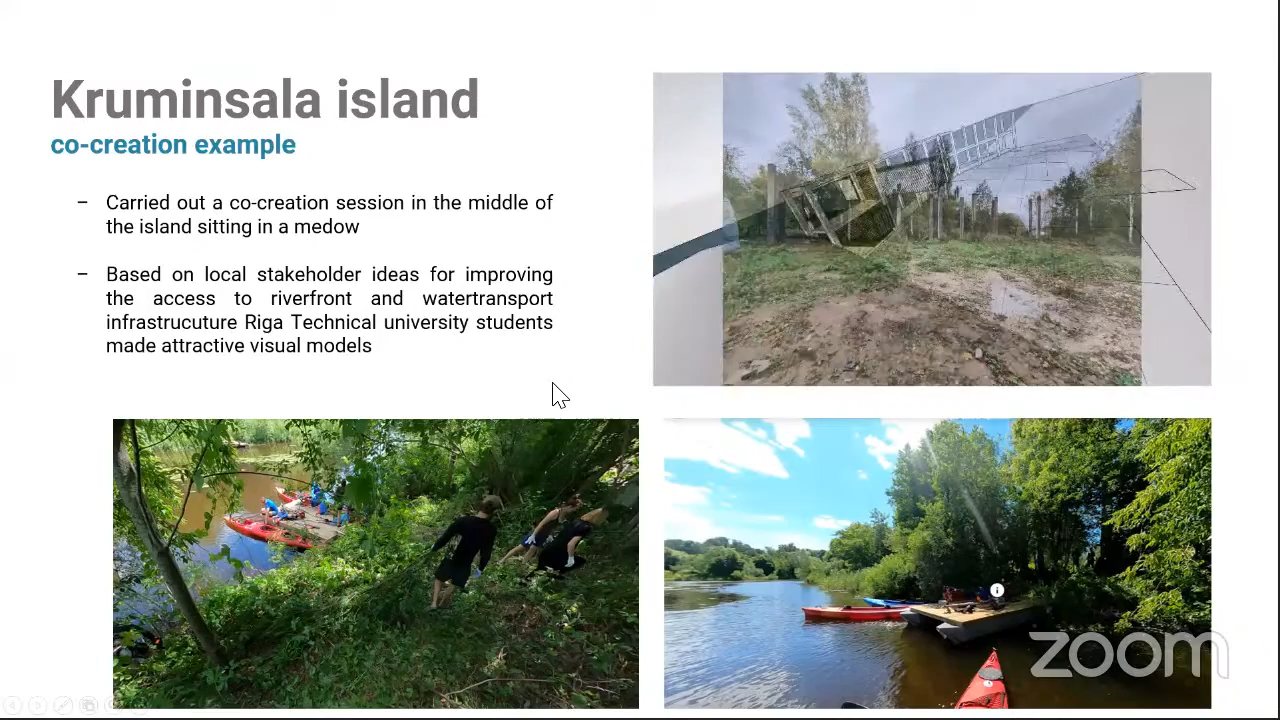 Kruminsala island
co-creation example
– Carried out a co-creation session in the middle of
the island sitting in a medow
– Based on local stakeholder ideas for improving
the access to riverfront and watertransport
infrastrucuture Riga Technical university students
made attractive visual models
i
zoom